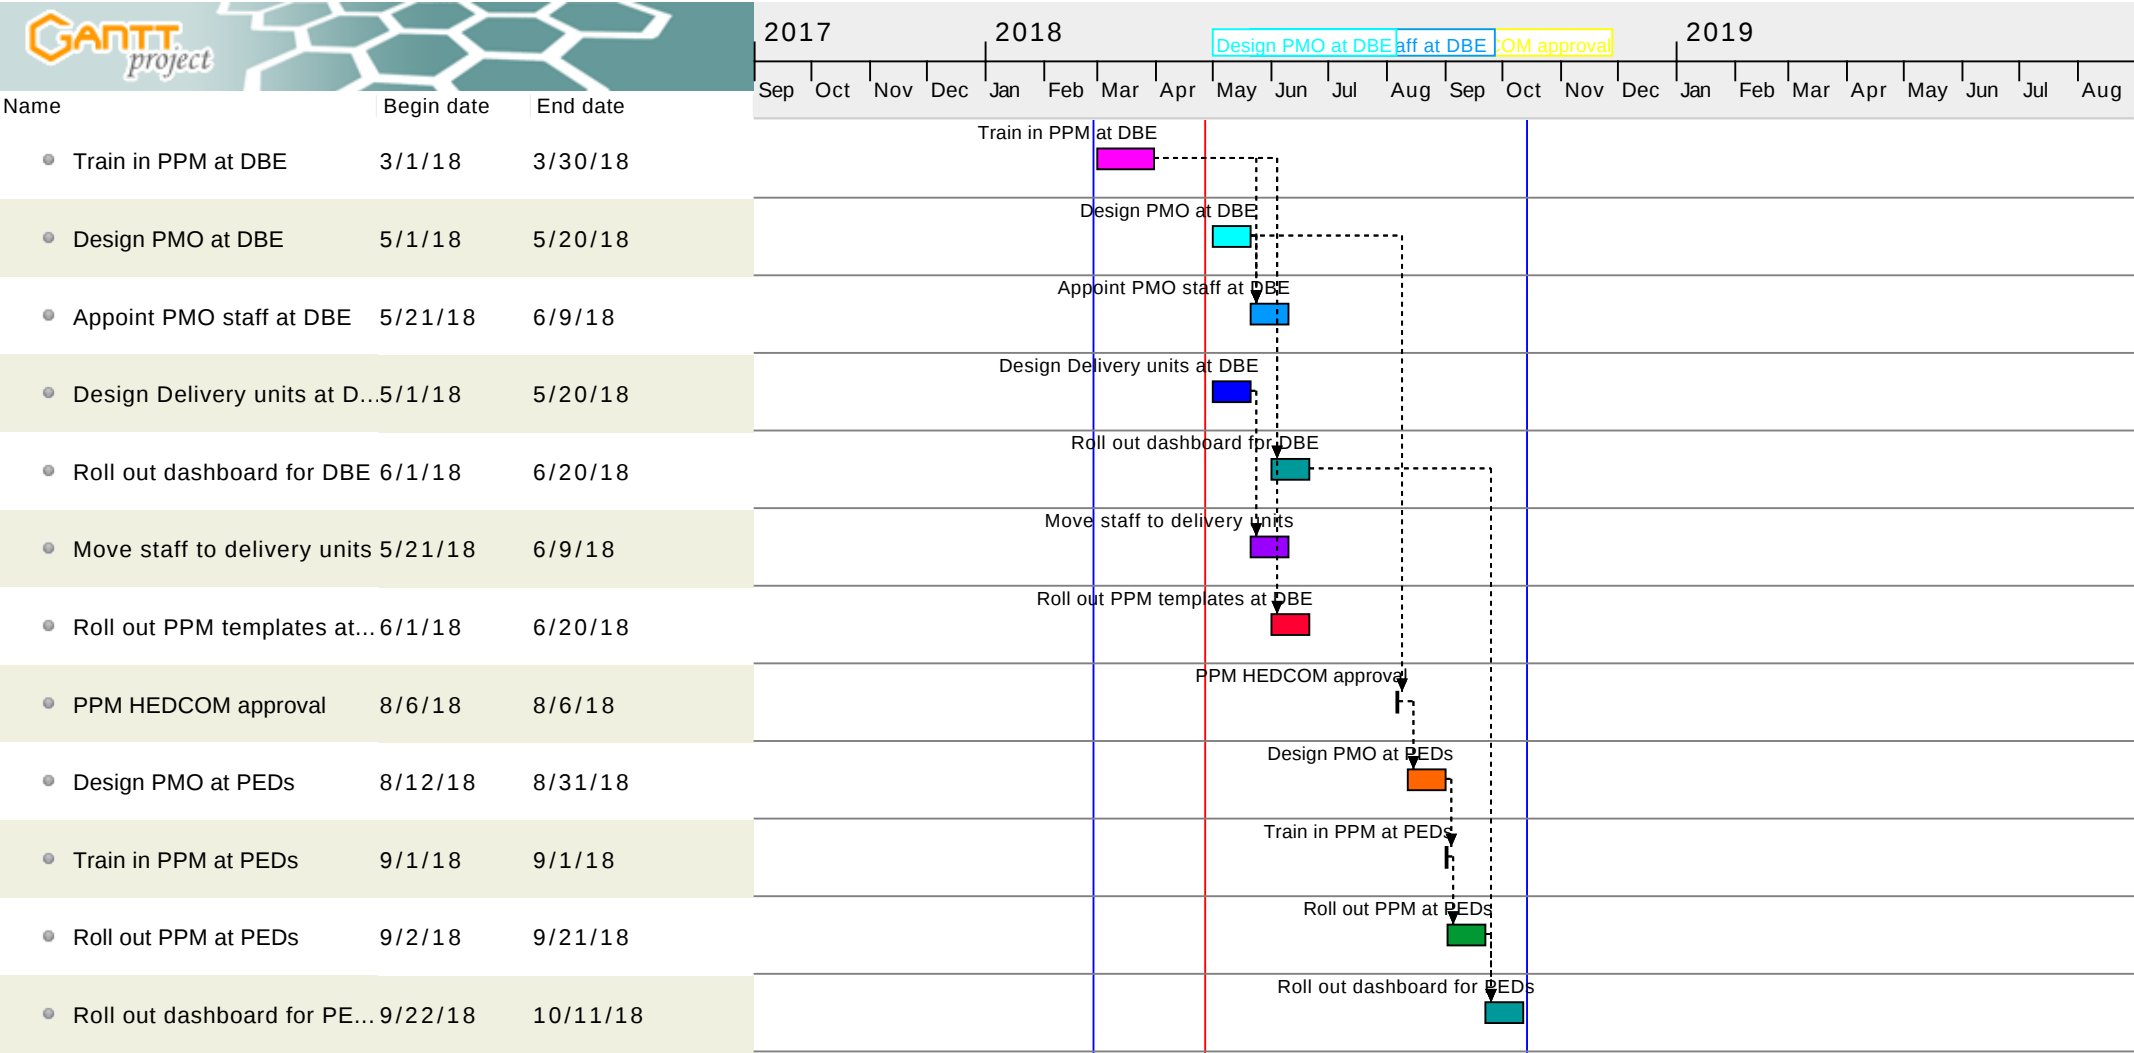 GANTT
project
2017 2018 2019
Design PMO at DBE aff at DBE COM approval
Sep Oct Nov Dec Jan Feb Mar Apr May Jun Jul Aug Sep Oct Nov Dec Jan Feb Mar Apr May Jun Jul Aug
Name Begin date End date
Train in PPM at DBE
Train in PPM at DBE 3/1/18 3/30/18
Design PMO at DBE
Design PMO at DBE 5/1/18 5/20/18
Appoint PMO staff at DBE
Appoint PMO staff at DBE 5/21/18 6/9/18
Design Delivery units at DBE
Design Delivery units at D... 5/1/18 5/20/18
Roll out dashboard for DBE
Roll out dashboard for DBE 6/1/18 6/20/18
Move staff to delivery units
Move staff to delivery units 5/21/18 6/9/18
Roll out PPM templates at DBE
Roll out PPM templates at... 6/1/18 6/20/18
PPM HEDCOM approval
PPM HEDCOM approval 8/6/18 8/6/18
Design PMO at PEDs
Design PMO at PEDs 8/12/18 8/31/18
Train in PPM at PEDs
Train in PPM at PEDs 9/1/18 9/1/18
Roll out PPM at PEDs
Roll out PPM at PEDs 9/2/18 9/21/18
Roll out dashboard for PEDs
Roll out dashboard for PE... 9/22/18 10/11/18